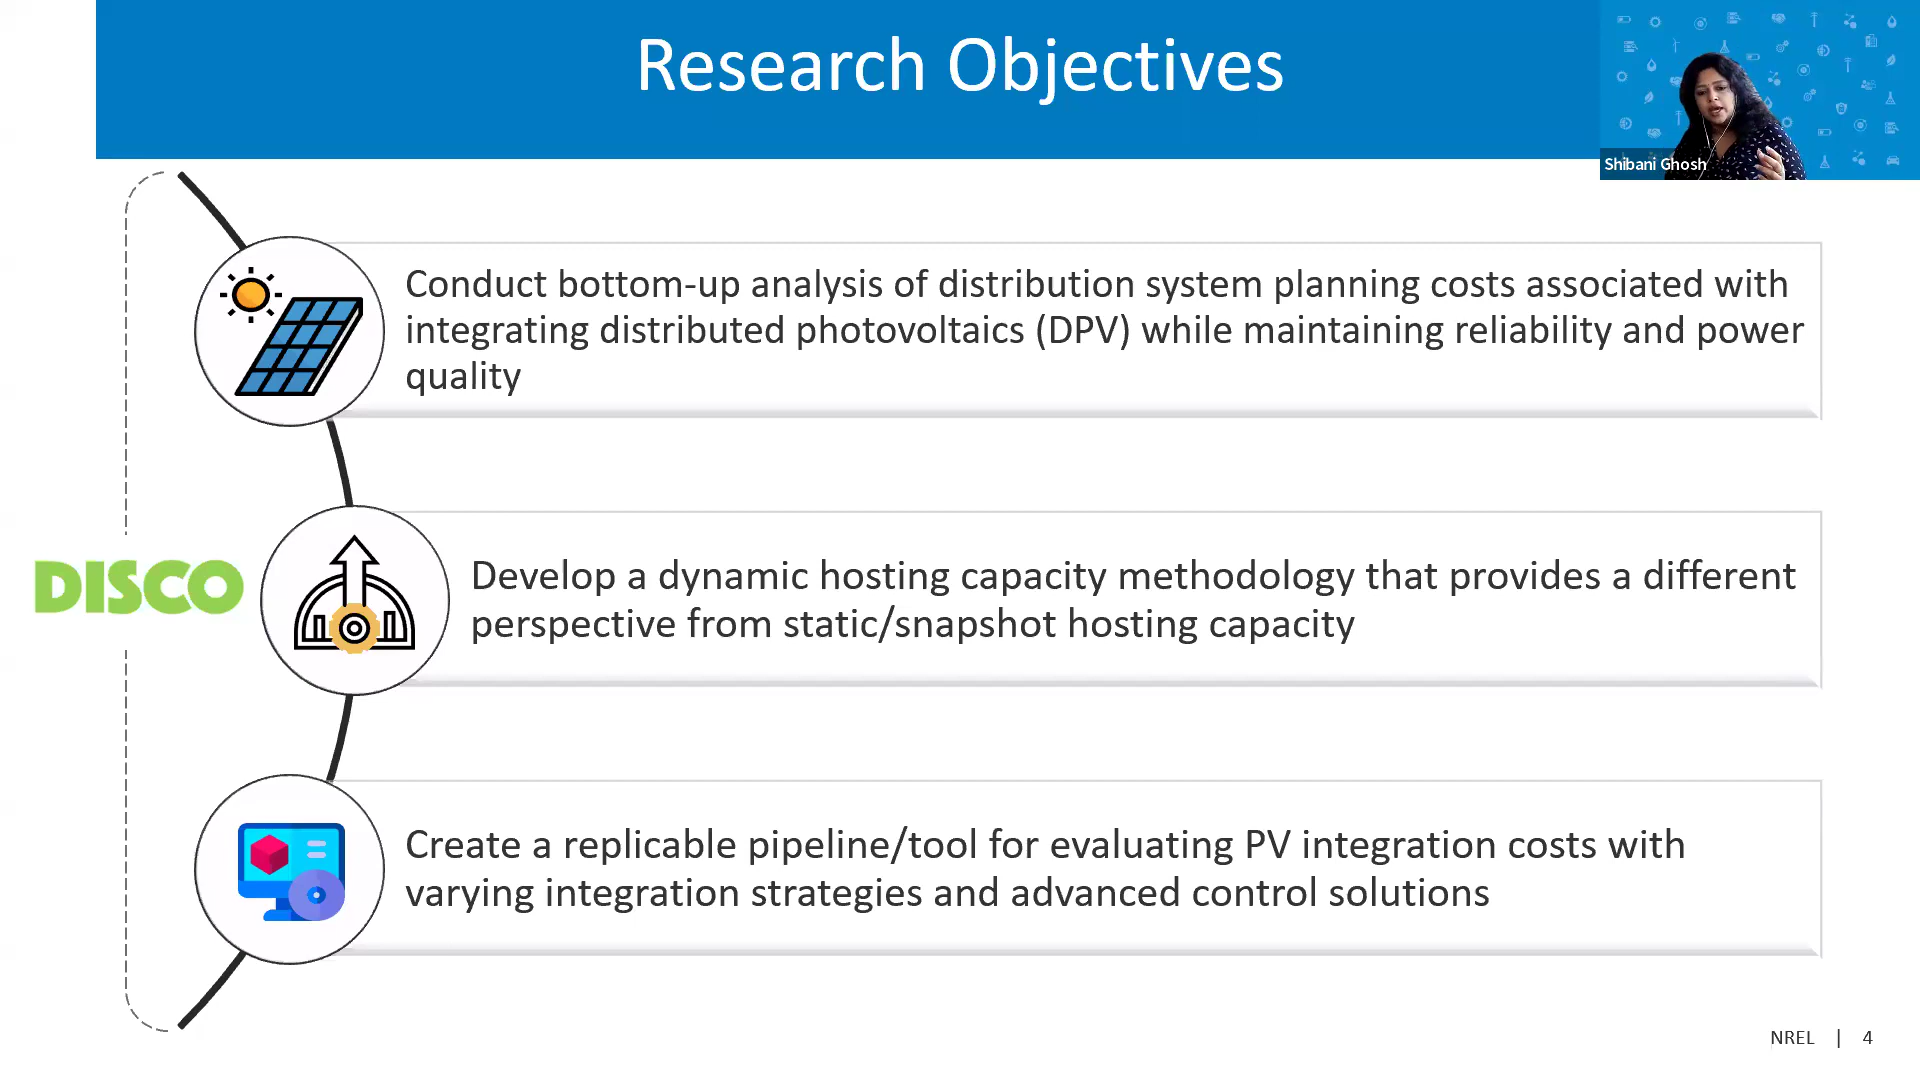 Research Objectives
Shibani Ghosh
Conduct bottom-up analysis of distribution system planning costs associated with
integrating distributed photovoltaics (DPV) while maintaining reliability and power
quality
DISCO
Develop a dynamic hosting capacity methodology that provides a different
perspective from static/snapshot hosting capacity
Create a replicable pipeline/tool for evaluating PV integration costs with
varying integration strategies and advanced control solutions
NREL | 4